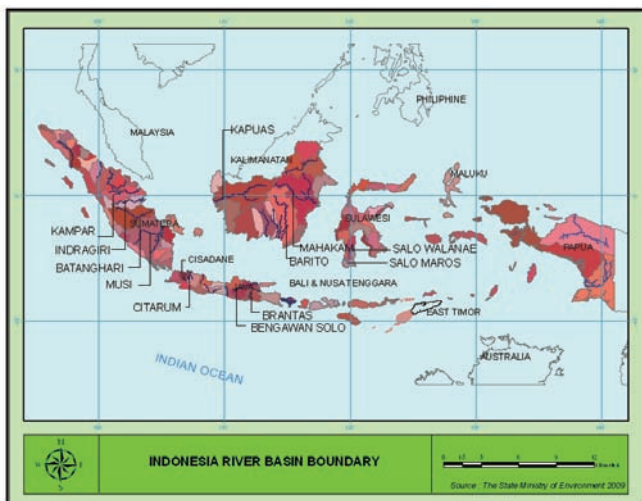 PHILIPINE
MALAYSIA
KAPUAS
KALIMANATAN
MALUKU
KAMPAR
SUMATERA
SULAWESI
INDRAGIRI
MAHAKAM
SALO WALANAE
PAPUA
BATANGHARI
CISADANE
BARITO
SALO MAROS
MUSI
BALI & NUSA TENGGARA
CITARUM
BRANTAS
EAST TIMOR
BENGAWAN SOLO
INDIAN OCEAN
AUSTRALIA
N
S
INDONESIA RIVER BASIN BOUNDARY
Source : The State Ministry of Environment 2009